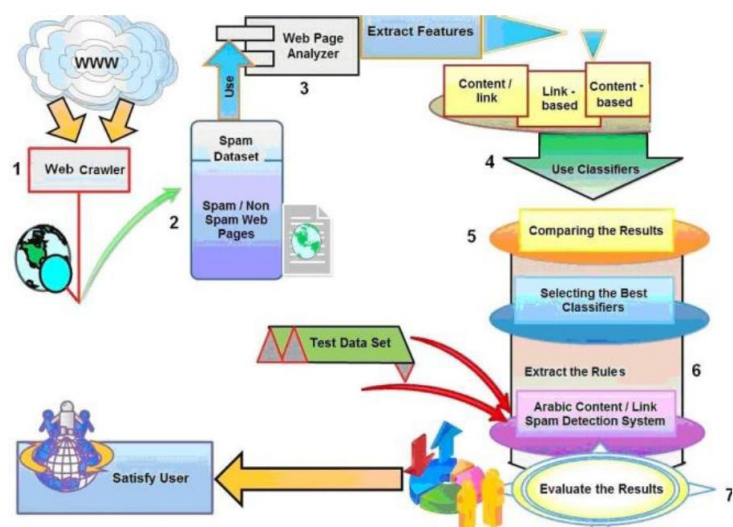 WWW
1
Web Crawler
2
Spam
Dataset
Spam / Non
Spam Web
Pages
Use
Web Page
Analyzer
3
Extract Features
Content /
link
Link -
based
Content -
based
4
Use Classifiers
5
Comparing the Results
Selecting the Best
Classifiers
Extract the Rules
6
Test Data Set
Arabic Content / Link
Spam Detection System
Evaluate the Results
7
Satisfy User